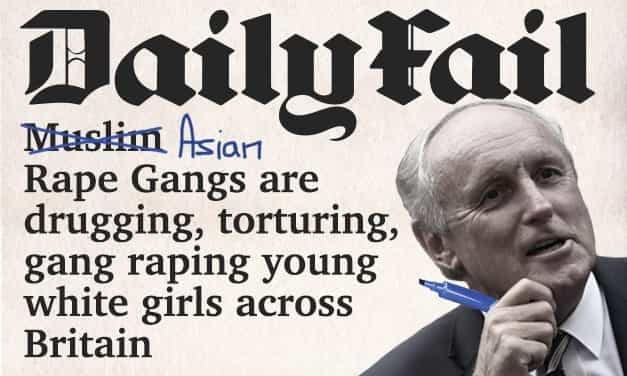 Daily Fail
Muslim Asian
Rape Gangs are
drugging, torturing,
gang raping young
white girls across
Britain